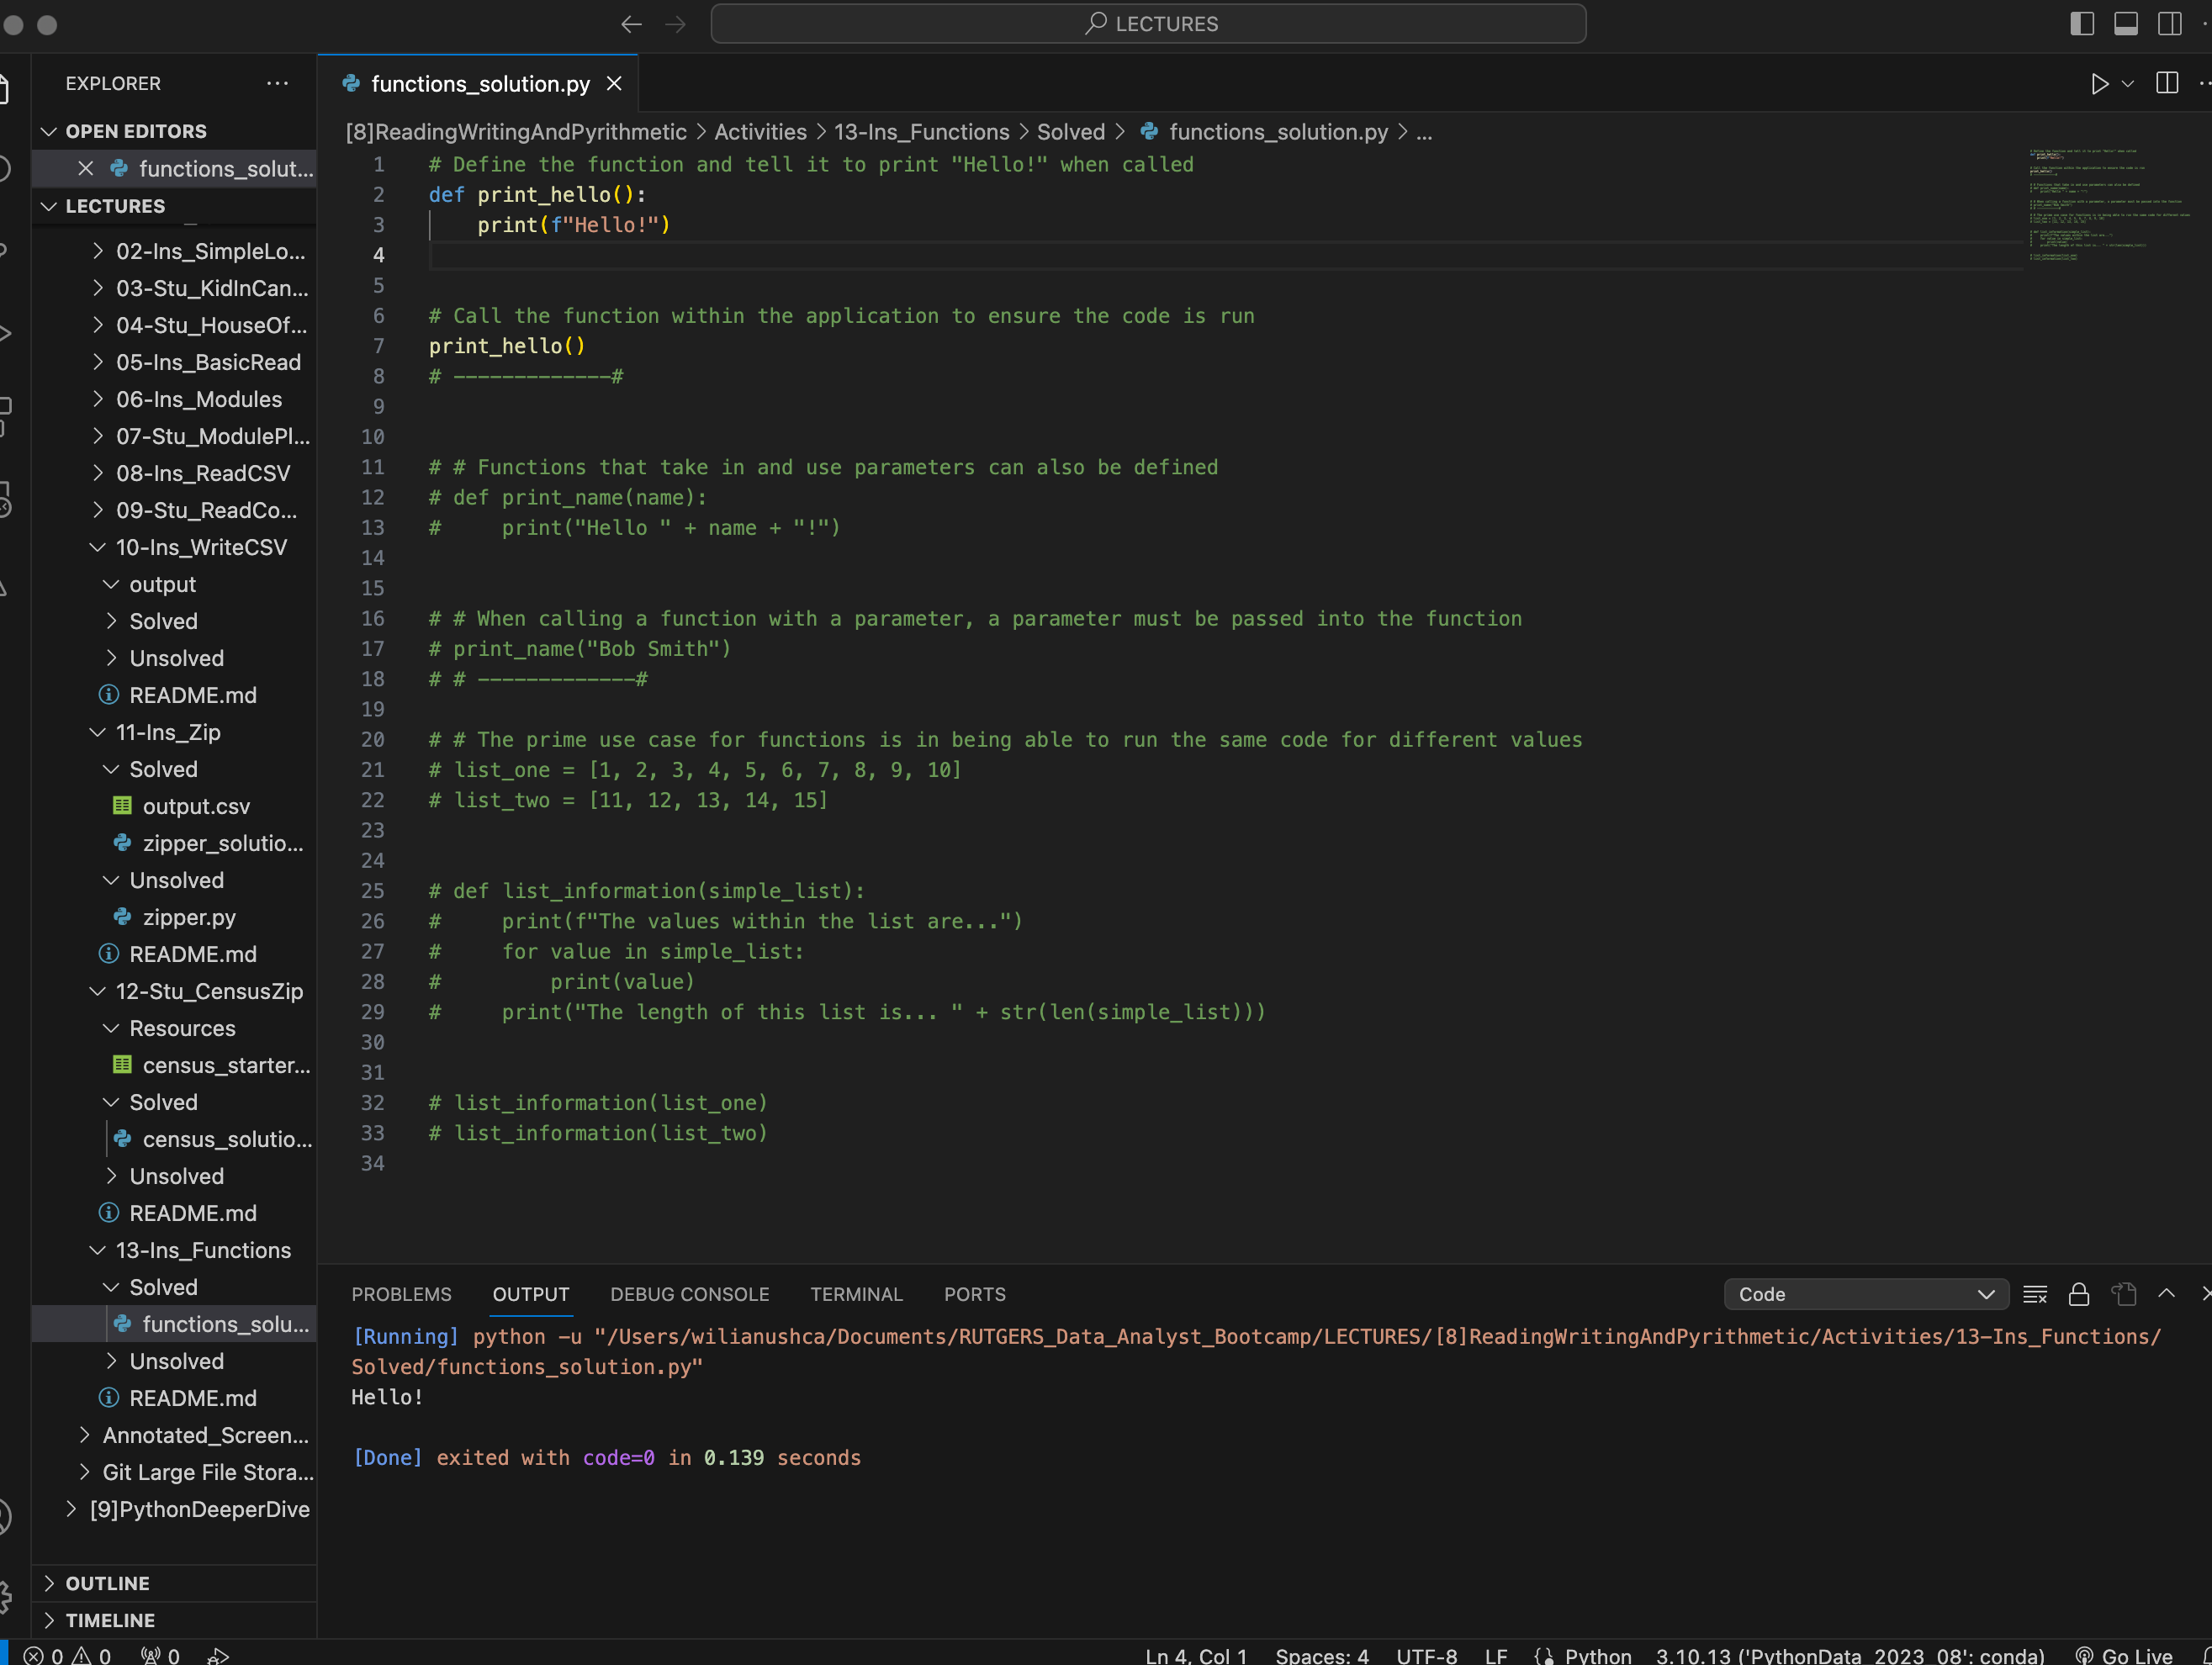 LECTURES
EXPLORER
OPEN EDITORS
functions_solut...
LECTURES
02-Ins_SimpleLo...
03-Stu_KidInCan...
04-Stu_HouseOf...
05-Ins_BasicRead
06-Ins_Modules
07-Stu_ModulePl...
08-Ins_ReadCSV
09-Stu_ReadCo...
10-Ins_WriteCSV
output
Solved
Unsolved
README.md
11-Ins_Zip
Solved
output.csv
zipper_solutio...
Unsolved
zipper.py
README.md
12-Stu_CensusZip
Resources
census_starter...
Solved
census_solutio...
Unsolved
README.md
13-Ins_Functions
Solved
functions_solu...
Unsolved
README.md
Annotated_Screen...
Git Large File Stora...
[9]PythonDeeperDive
OUTLINE
TIMELINE
functions_solution.py
[8]ReadingWritingAndPyrithmetic > Activities > 13-Ins_Functions > Solved > functions_solution.py > ...
1 # Define the function and tell it to print "Hello!" when called
2 def print_hello():
3     print(f"Hello!")
4
5
6 # Call the function within the application to ensure the code is run
7 print_hello()
8 # -------------#
9
10
11 # # Functions that take in and use parameters can also be defined
12 # def print_name(name):
13 #     print("Hello " + name + "!")
14
15
16 # # When calling a function with a parameter, a parameter must be passed into the function
17 # print_name("Bob Smith")
18 # # -------------#
19
20 # # The prime use case for functions is in being able to run the same code for different values
21 # list_one = [1, 2, 3, 4, 5, 6, 7, 8, 9, 10]
22 # list_two = [11, 12, 13, 14, 15]
23
24
25 # def list_information(simple_list):
26 #     print(f"The values within the list are...")
27 #     for value in simple_list:
28 #         print(value)
29 #     print("The length of this list is... " + str(len(simple_list)))
30
31
32 # list_information(list_one)
33 # list_information(list_two)
34
PROBLEMS OUTPUT DEBUG CONSOLE TERMINAL PORTS Code
[Running] python -u "/Users/wilianushca/Documents/RUTGERS_Data_Analyst_Bootcamp/LECTURES/[8]ReadingWritingAndPyrithmetic/Activities/13-Ins_Functions/
Solved/functions_solution.py"
Hello!
[Done] exited with code=0 in 0.139 seconds
0 0 0 Ln 4, Col 1 Spaces: 4 UTF-8 LF Python 3.10.13 ('PythonData_2023_08': conda) Go Live